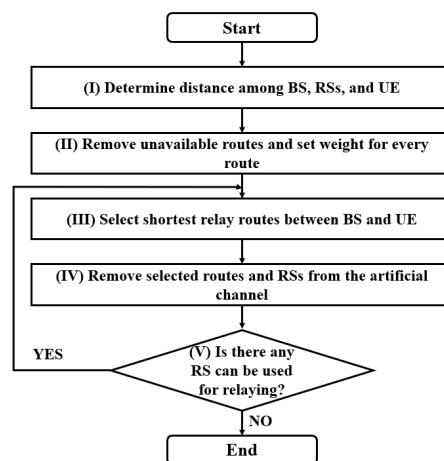 Start
(I) Determine distance among BS, RSs, and UE
(II) Remove unavailable routes and set weight for every
route
(III) Select shortest relay routes between BS and UE
(IV) Remove selected routes and RSs from the artificial
channel
YES
(V) Is there any
RS can be used
for relaying?
NO
End